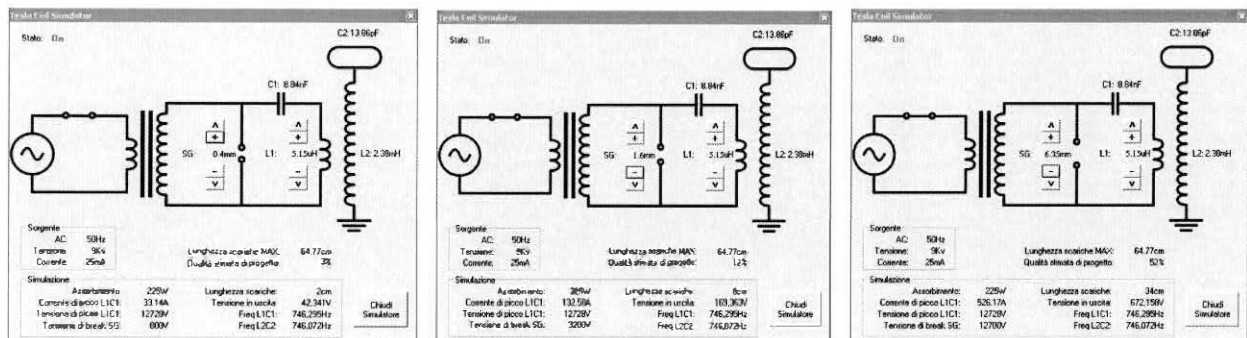 Tesla Coil Simulator
Stato: On
C2:13.86pF
C1: 8.84nF
SG: 0.4mm
L1: 5.15uH
L2: 2.38mH
Sorgente
AC: 50Hz
Tensione: 9Kv
Corrente: 25mA
Lunghezza scariche MAX: 64.77cm
Qualità stimata di progetto: 3%
Simulazione
Assorbimento: 225W
Corrente di picco L1C1: 33.14A
Tensione di picco L1C1: 12728V
Tensione di break SG: 800V
Lunghezza scariche: 2cm
Tensione in uscita: 42,341V
Freq L1C1: 746,295Hz
Freq L2C2: 746,072Hz
Chiudi
Simulatore
Stato: On
C2:13.86pF
C1: 8.84nF
SG: 1.6mm
L1: 5.15uH
L2: 2.38mH
Sorgente
AC: 50Hz
Tensione: 9Kv
Corrente: 25mA
Lunghezza scariche MAX: 64.77cm
Qualità stimata di progetto: 12%
Simulazione
Assorbimento:
Corrente di picco L1C1: 132.58A
Tensione di picco L1C1: 12728V
Tensione di break SG: 3200V
Lunghezza scariche: 8cm
Tensione in uscita: 169,363V
Freq L1C1: 746,295Hz
Freq L2C2: 746,072Hz
Chiudi
Simulatore
Tesla Coil Simulator
Stato: On
C2:13.86pF
C1: 8.84nF
SG: 6.35mm
L1: 5.15uH
L2: 2.38mH
Sorgente
AC: 50Hz
Tensione: 9Kv
Corrente: 25mA
Lunghezza scariche MAX: 64.77cm
Qualità stimata di progetto: 52%
Simulazione
Assorbimento: 225W
Corrente di picco L1C1: 526.17A
Tensione di picco L1C1: 12728V
Tensione di break SG: 12700V
Lunghezza scariche: 34cm
Tensione in uscita: 672,158V
Freq L1C1: 746,295Hz
Freq L2C2: 746,072Hz
Chiudi
Simulatore